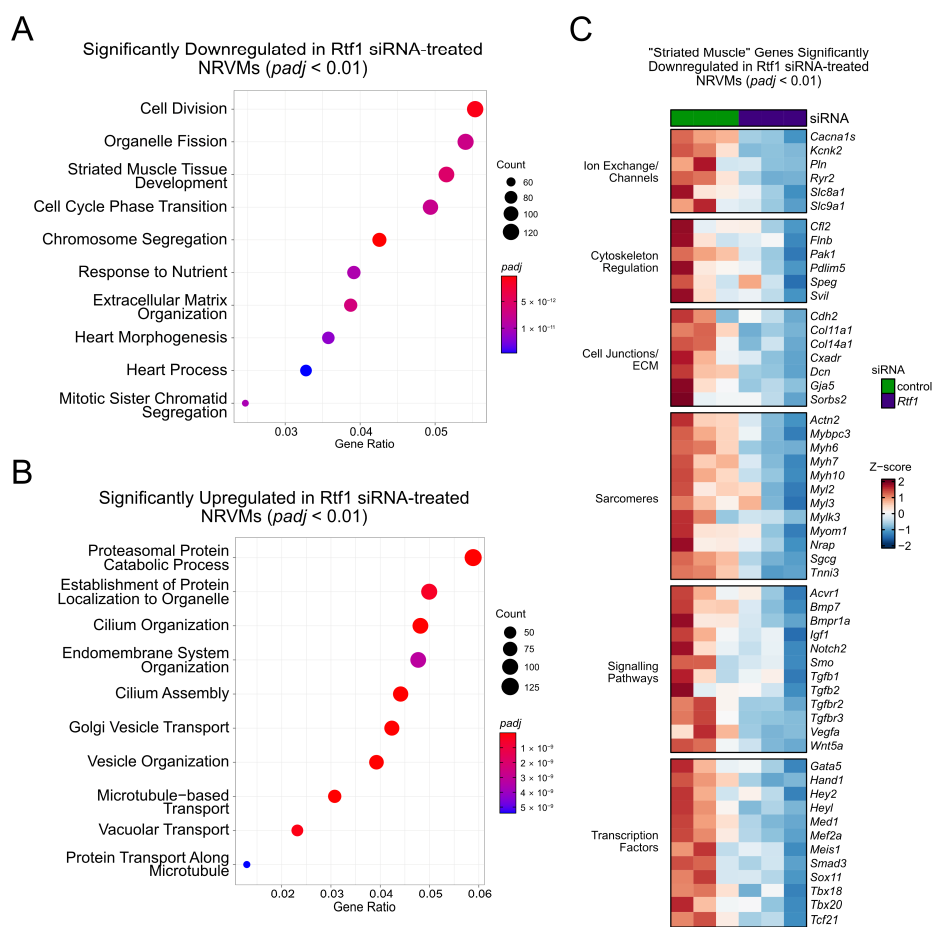 A
Significantly Downregulated in Rtf1 siRNA-treated
NRVMs (padj < 0.01)
Cell Division
Organelle Fission
Striated Muscle Tissue
Development
Cell Cycle Phase Transition
Chromosome Segregation
Response to Nutrient
Extracellular Matrix
Organization
Heart Morphogenesis
Heart Process
Mitotic Sister Chromatid
Segregation
0.03 0.04 0.05
Gene Ratio
Count
60
80
100
120
padj
5 × 10⁻¹²
1 × 10⁻¹¹
B
Significantly Upregulated in Rtf1 siRNA-treated
NRVMs (padj < 0.01)
Proteasomal Protein
Catabolic Process
Establishment of Protein
Localization to Organelle
Cilium Organization
Endomembrane System
Organization
Cilium Assembly
Golgi Vesicle Transport
Vesicle Organization
Microtubule−based
Transport
Vacuolar Transport
Protein Transport Along
Microtubule
0.02 0.03 0.04 0.05 0.06
Gene Ratio
Count
50
75
100
125
padj
1 × 10⁻⁹
2 × 10⁻⁹
3 × 10⁻⁹
4 × 10⁻⁹
5 × 10⁻⁹
C
"Striated Muscle" Genes Significantly
Downregulated in Rtf1 siRNA-treated
NRVMs (padj < 0.01)
siRNA
Ion Exchange/
Channels
Cacna1s
Kcnk2
Pln
Ryr2
Slc8a1
Slc9a1
Cytoskeleton
Regulation
Cfl2
Flnb
Pak1
Pdlim5
Speg
Svil
Cell Junctions/
ECM
Cdh2
Col11a1
Col14a1
Cxadr
Dcn
Gja5
Sorbs2
Sarcomeres
Actn2
Mybpc3
Myh6
Myh7
Myh10
Myl2
Myl3
Mylk3
Myom1
Nrap
Sgcg
Tnni3
Signalling
Pathways
Acvr1
Bmp7
Bmpr1a
Igf1
Notch2
Smo
Tgfb1
Tgfb2
Tgfbr2
Tgfbr3
Vegfa
Wnt5a
Transcription
Factors
Gata5
Hand1
Hey2
Heyl
Med1
Mef2a
Meis1
Smad3
Sox11
Tbx18
Tbx20
Tcf21
siRNA
control
Rtf1
Z−score
2
1
0
−1
−2